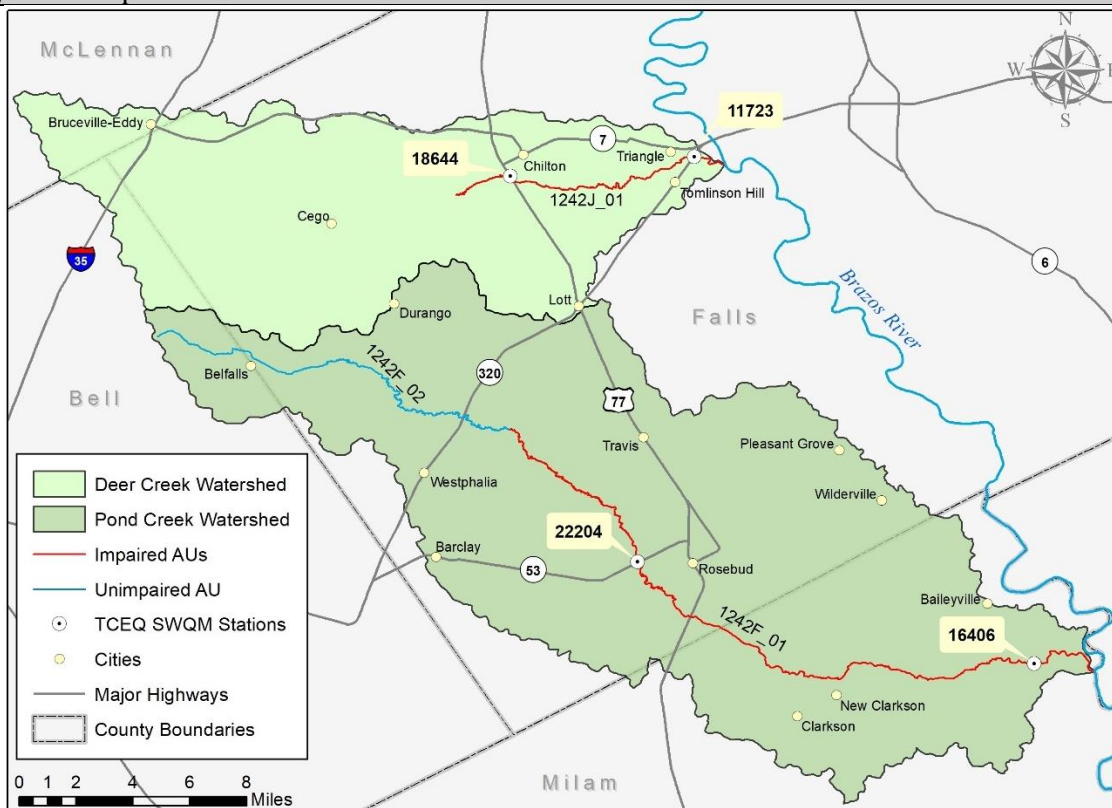 McLennan
N
W
E
S
Bruceville-Eddy
11723
7
18644
Chilton
Triangle
Tomlinson Hill
1242J_01
Cego
35
6
Brazos River
Durango
Lott
Falls
Belfalls
1242F_02
320
Bell
77
Travis
Pleasant Grove
Westphalia
Wilderville
22204
Barclay
53
Rosebud
Baileyville
1242F_01
16406
New Clarkson
Clarkson
Milam
Deer Creek Watershed
Pond Creek Watershed
Impaired AUs
Unimpaired AU
TCEQ SWQM Stations
Cities
Major Highways
County Boundaries
0 1 2 4 6 8
Miles